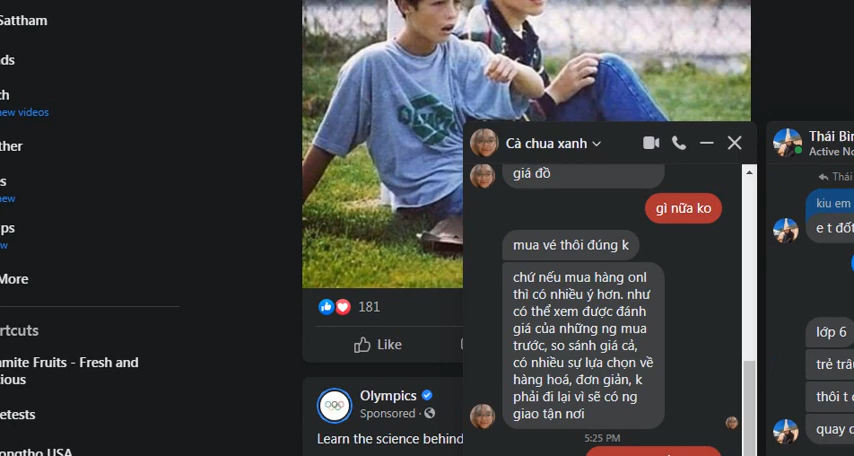 Sattham
ds
ch
new videos
ther
s
new
ps
w
More
rtcuts
mite Fruits - Fresh and
ious
etests
ongtho USA
181
Like
Olympics
Sponsored ·
Learn the science behind
Cà chua xanh
giá đồ
gì nữa ko
mua vé thôi đúng k
chứ nếu mua hàng onl
thì có nhiều ý hơn. như
có thể xem được đánh
giá của những ng mua
trước, so sánh giá cả,
có nhiều sự lựa chọn về
hàng hoá, đơn giản, k
phải đi lại vì sẽ có ng
giao tận nơi
5:25 PM
Thái Bìn
Active No
Thái
kiu em
e t đốt
lớp 6
trẻ trâ
thôi t
quay